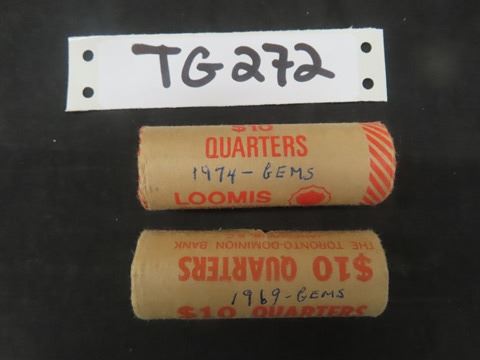 TG272
$10
QUARTERS
1974-GEMS
LOOMIS
THE TORONTO-DOMINION BANK
$10 QUARTERS
1969-GEMS
$10 QUARTERS